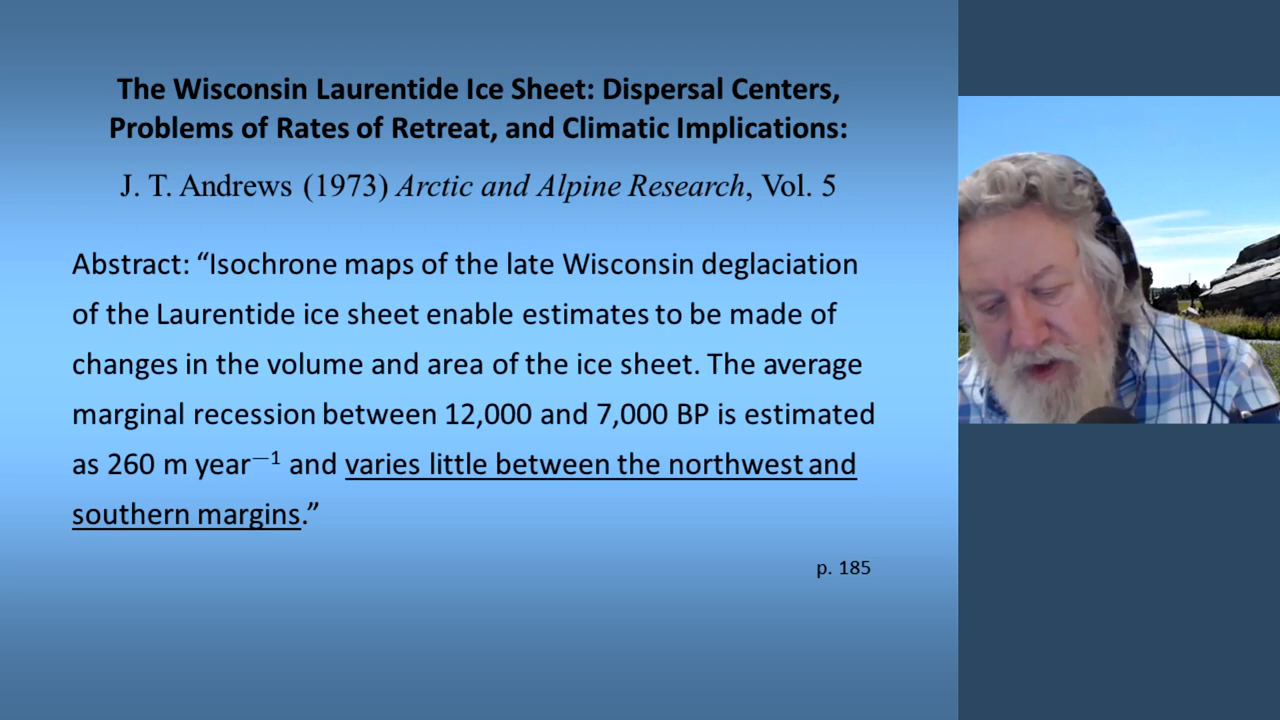 The Wisconsin Laurentide Ice Sheet: Dispersal Centers,
Problems of Rates of Retreat, and Climatic Implications:
J. T. Andrews (1973) Arctic and Alpine Research, Vol. 5
Abstract: “Isochrone maps of the late Wisconsin deglaciation
of the Laurentide ice sheet enable estimates to be made of
changes in the volume and area of the ice sheet. The average
marginal recession between 12,000 and 7,000 BP is estimated
as 260 m year⁻¹ and varies little between the northwest and
southern margins.”
p. 185